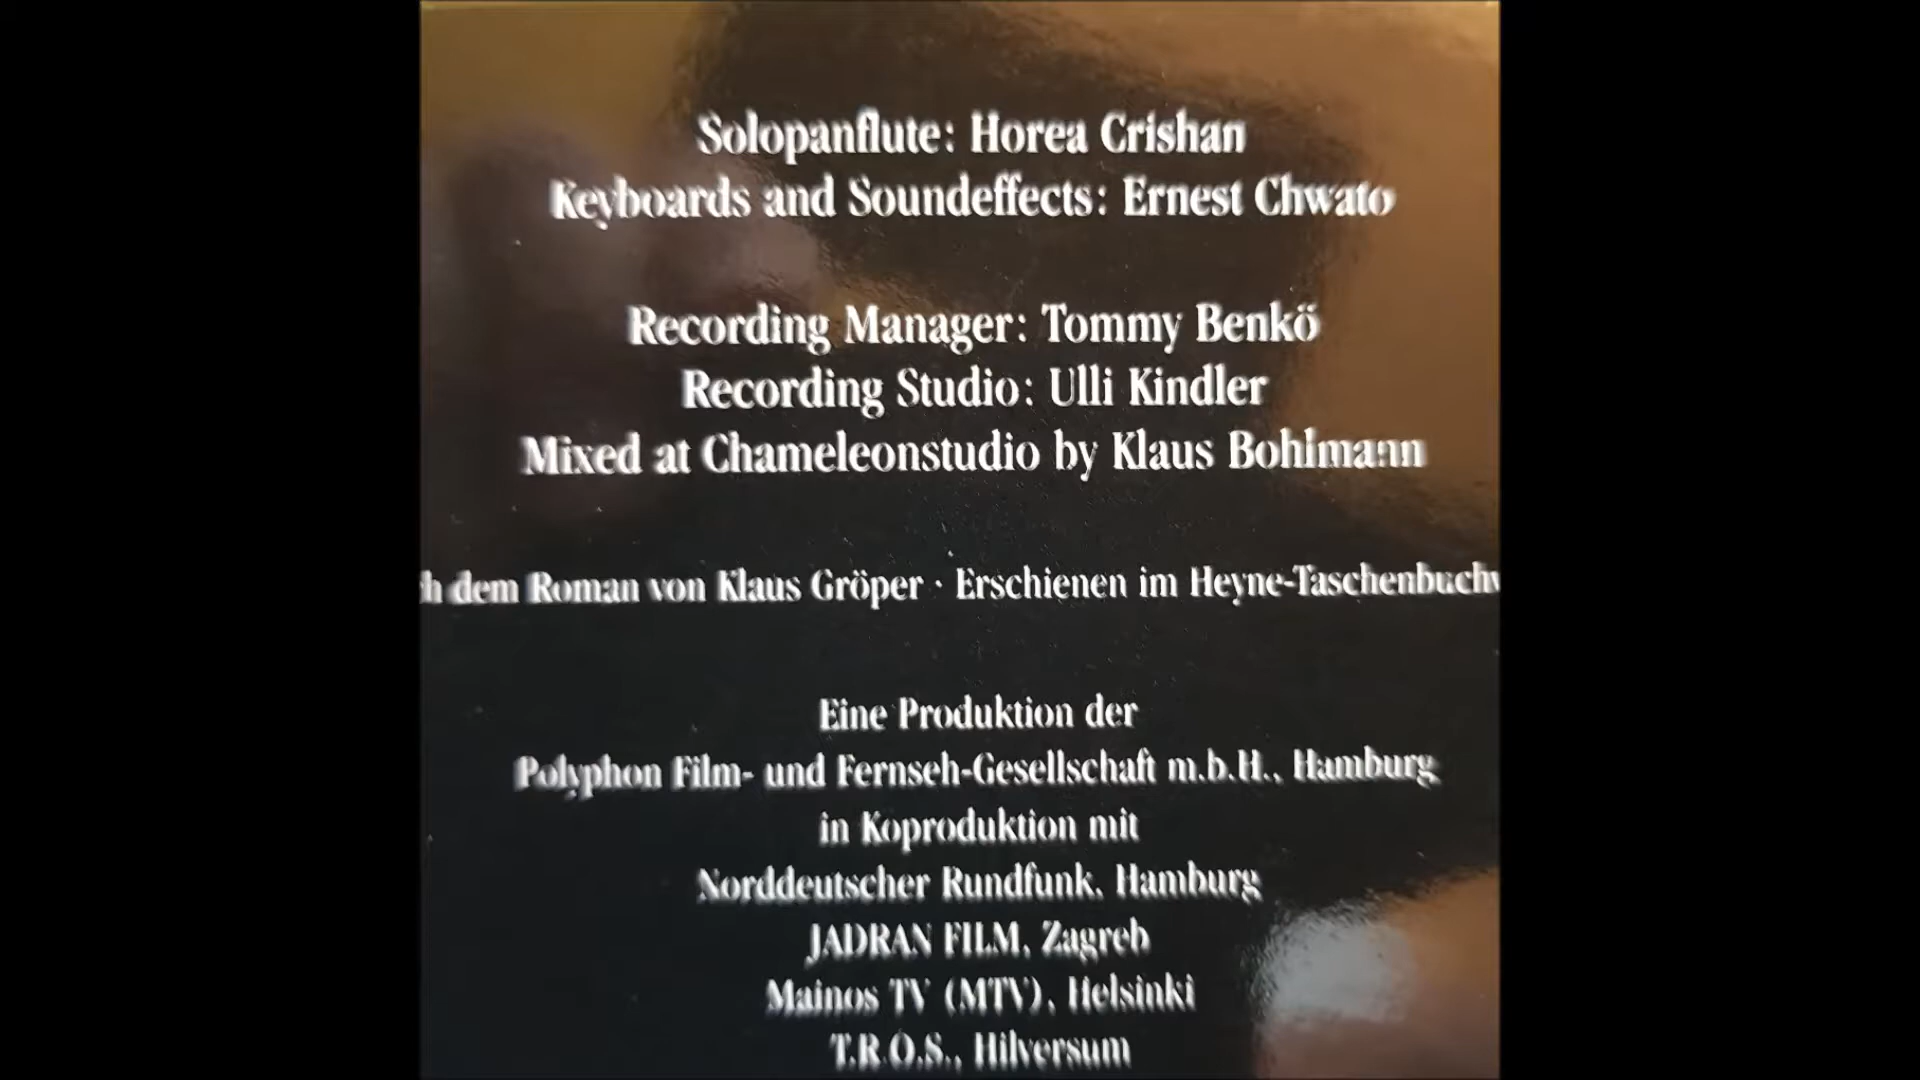 Solopanflute: Horea Crishan
Keyboards and Soundeffects: Ernest Chwato
Recording Manager: Tommy Benkö
Recording Studio: Ulli Kindler
Mixed at Chameleonstudio by Klaus Bohlmann
h dem Roman von Klaus Gröper · Erschienen im Heyne-Taschenbuchv
Eine Produktion der
Polyphon Film- und Fernseh-Gesellschaft m.b.H., Hamburg
in Koproduktion mit
Norddeutscher Rundfunk, Hamburg
JADRAN FILM, Zagreb
Mainos TV (MTV), Helsinki
T.R.O.S., Hilversum